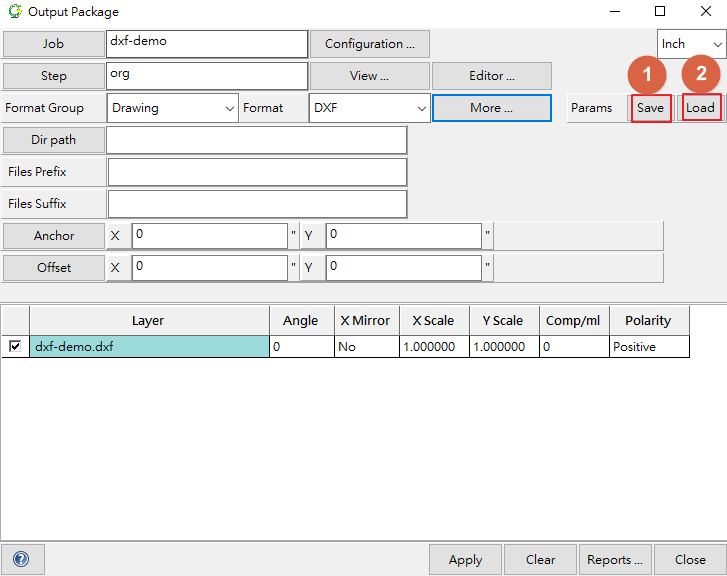 Output Package
Job dxf-demo Configuration ... Inch
1 2
Step org View ... Editor ...
Format Group Drawing Format DXF More ... Params Save Load
Dir path
Files Prefix
Files Suffix
Anchor X 0 " Y 0 "
Offset X 0 " Y 0 "
Layer Angle X Mirror X Scale Y Scale Comp/ml Polarity
dxf-demo.dxf 0 No 1.000000 1.000000 0 Positive
? Apply Clear Reports ... Close